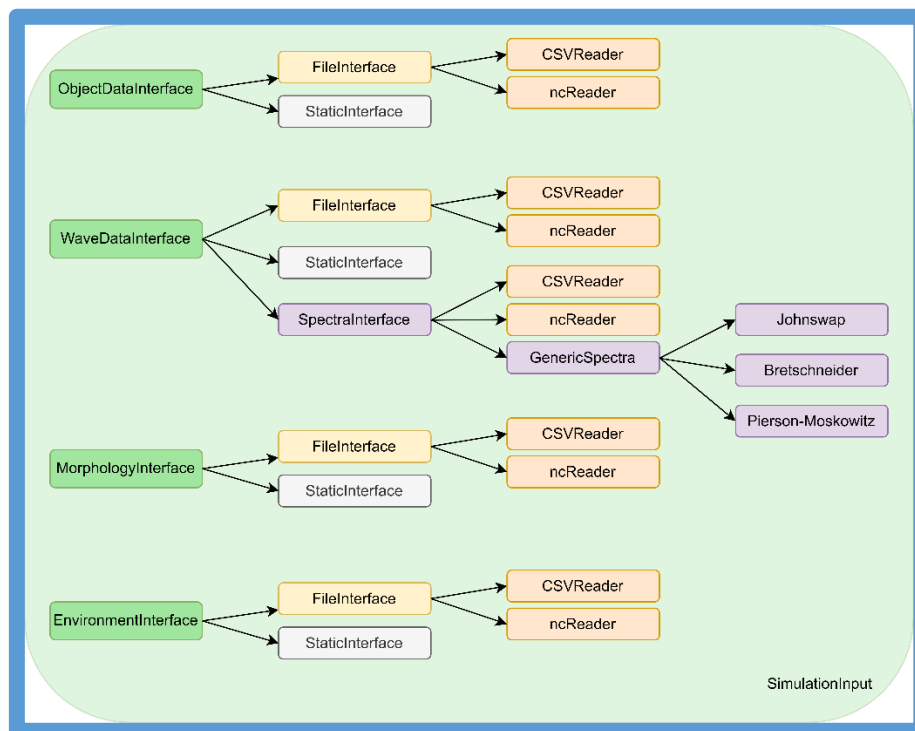 CSVReader
FileInterface
ObjectDataInterface
ncReader
StaticInterface
CSVReader
FileInterface
ncReader
WaveDataInterface
StaticInterface
CSVReader
SpectraInterface
ncReader
Johnswap
GenericSpectra
Bretschneider
Pierson-Moskowitz
CSVReader
FileInterface
MorphologyInterface
ncReader
StaticInterface
CSVReader
FileInterface
EnvironmentInterface
ncReader
StaticInterface
SimulationInput